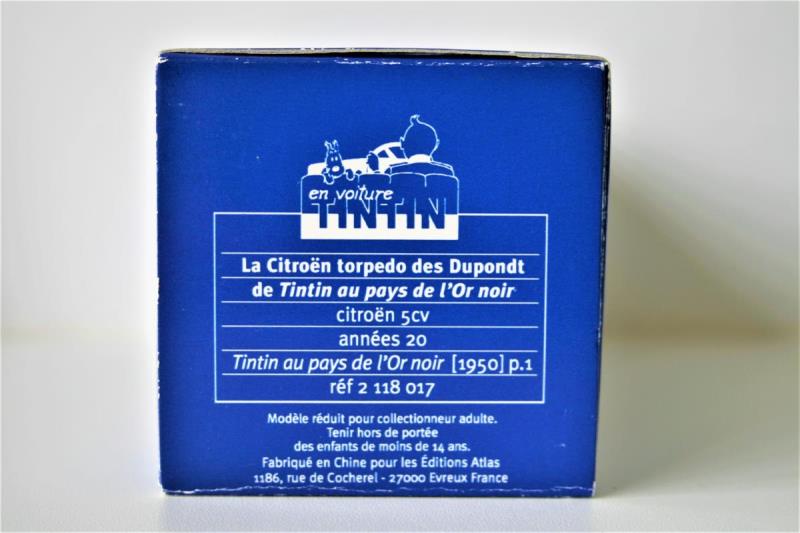 en voiture
TINTIN
La Citroën torpedo des Dupondt
de Tintin au pays de l'Or noir
citroën 5cv
années 20
Tintin au pays de l'Or noir [1950] p.1
réf 2 118 017
Modèle réduit pour collectionneur adulte.
Tenir hors de portée
des enfants de moins de 14 ans.
Fabriqué en Chine pour les Éditions Atlas
1186, rue de Cocherel - 27000 Evreux France